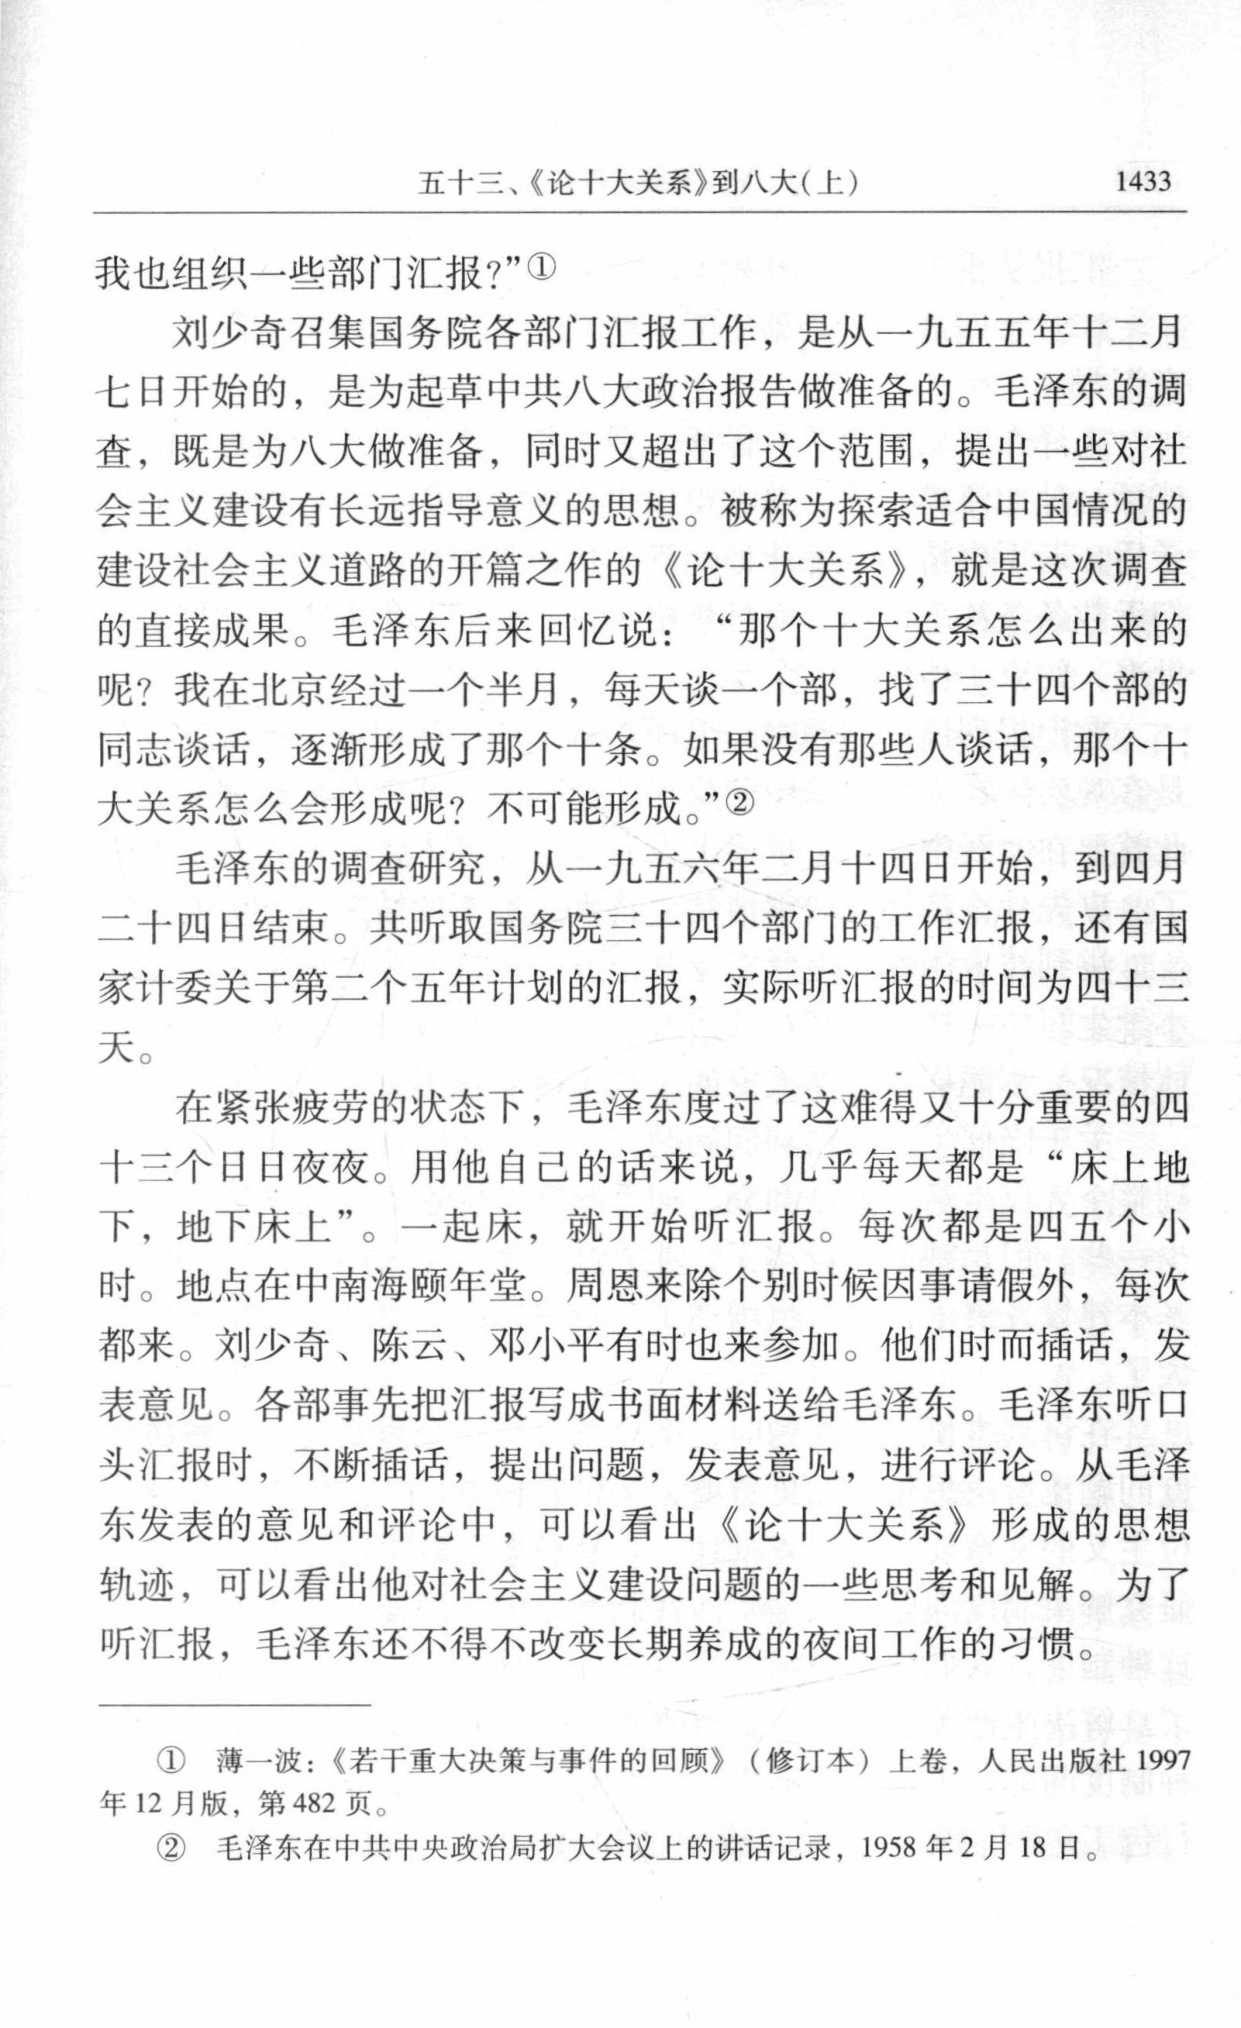 五十三、《论十大关系》到八大(上) 1433
我也组织一些部门汇报?”①
刘少奇召集国务院各部门汇报工作，是从一九五五年十二月
七日开始的，是为起草中共八大政治报告做准备的。毛泽东的调
查，既是为八大做准备，同时又超出了这个范围，提出一些对社
会主义建设有长远指导意义的思想。被称为探索适合中国情况的
建设社会主义道路的开篇之作的《论十大关系》，就是这次调查
的直接成果。毛泽东后来回忆说：“那个十大关系怎么出来的
呢？我在北京经过一个半月，每天谈一个部，找了三十四个部的
同志谈话，逐渐形成了那个十条。如果没有那些人谈话，那个十
大关系怎么会形成呢？不可能形成。”②
毛泽东的调查研究，从一九五六年二月十四日开始，到四月
二十四日结束。共听取国务院三十四个部门的工作汇报，还有国
家计委关于第二个五年计划的汇报，实际听汇报的时间为四十三
天。
在紧张疲劳的状态下，毛泽东度过了这难得又十分重要的四
十三个日日夜夜。用他自己的话来说，几乎每天都是“床上地
下，地下床上”。一起床，就开始听汇报。每次都是四五个小
时。地点在中南海颐年堂。周恩来除个别时候因事请假外，每次
都来。刘少奇、陈云、邓小平有时也来参加。他们时而插话，发
表意见。各部事先把汇报写成书面材料送给毛泽东。毛泽东听口
头汇报时，不断插话，提出问题，发表意见，进行评论。从毛泽
东发表的意见和评论中，可以看出《论十大关系》形成的思想
轨迹，可以看出他对社会主义建设问题的一些思考和见解。为了
听汇报，毛泽东还不得不改变长期养成的夜间工作的习惯。
① 薄一波：《若干重大决策与事件的回顾》（修订本）上卷，人民出版社 1997
年 12 月版，第 482 页。
② 毛泽东在中共中央政治局扩大会议上的讲话记录，1958 年 2 月 18 日。